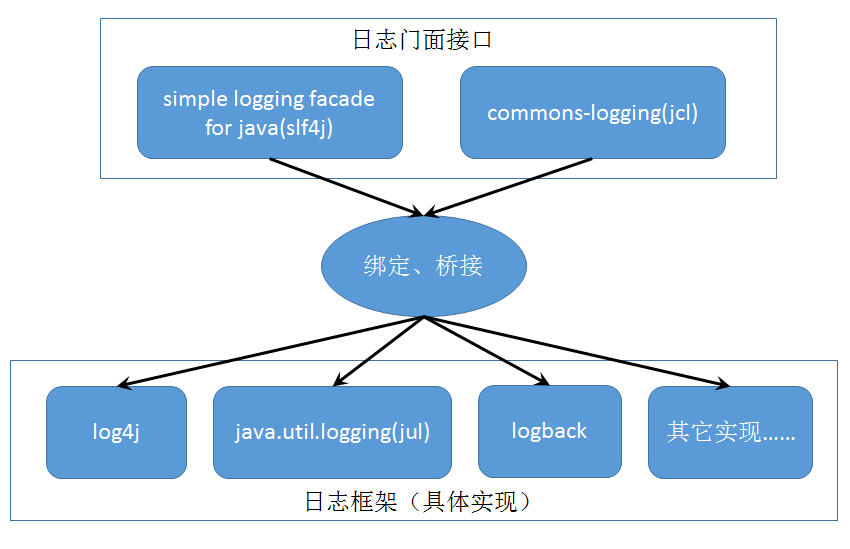 日志门面接口
simple logging facade
for java(slf4j)
commons-logging(jcl)
绑定、桥接
log4j
java.util.logging(jul)
logback
其它实现……
日志框架（具体实现）